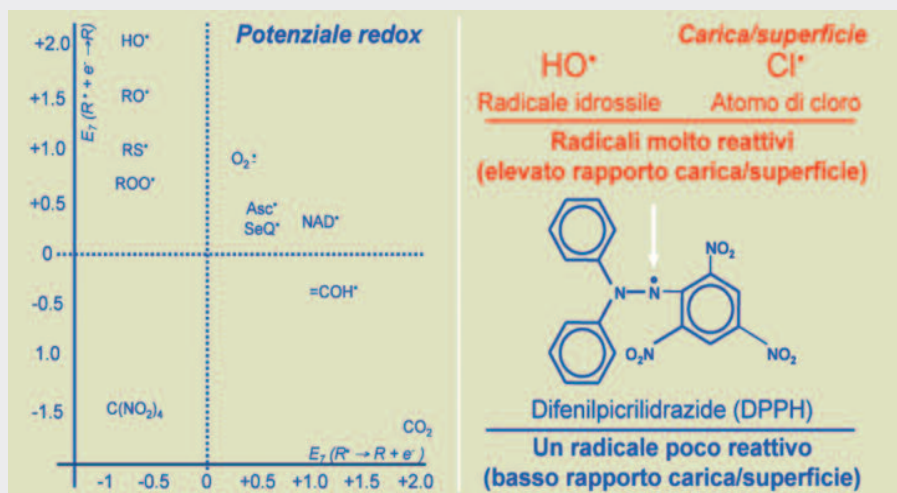 Potenziale redox
E7 (R• + e- → R)
+2.0
+1.5
+1.0
+0.5
0
-0.5
1.0
-1.5
HO•
RO•
RS•
ROO•
O2•-
Asc•
SeQ•
NAD•
=COH•
C(NO2)4
CO2
E7 (R• → R + e-)
-1
-0.5
0
+0.5
+1.0
+1.5
+2.0
Carica/superficie
HO•
Cl•
Radicale idrossile
Atomo di cloro
Radicali molto reattivi
(elevato rapporto carica/superficie)
NO2
N
N•
O2N
NO2
Difenilpicrilidrazide (DPPH)
Un radicale poco reattivo
(basso rapporto carica/superficie)